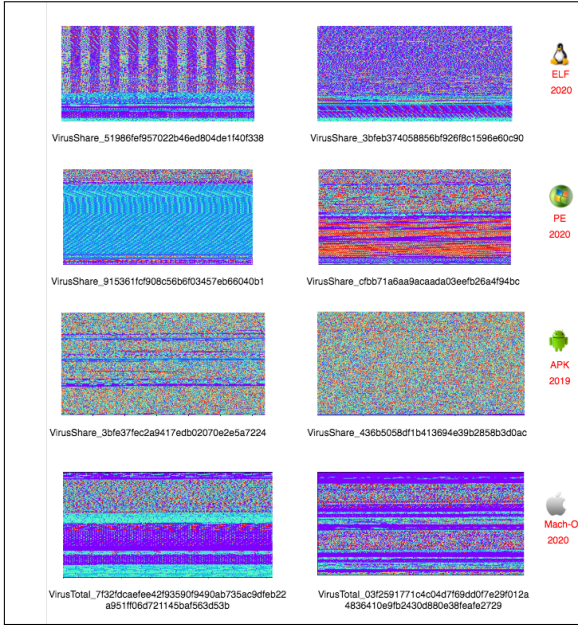 ELF
2020
VirusShare_51986fef957022b46ed804de1f40f338
VirusShare_3bfeb374058856bf926f8c1596e60c90
PE
2020
VirusShare_915361fcf908c56b6f03457eb66040b1
VirusShare_cfbb71a6aa9acaada03eefb26a4f94bc
APK
2019
VirusShare_3bfe37fec2a9417edb02070e2e5a7224
VirusShare_436b5058df1b413694e39b2858b3d0ac
Mach-O
2020
VirusTotal_7f32fdcaefee42f93590f9490ab735ac9dfeb22
a951ff06d721145baf563d53b
VirusTotal_03f2591771c4c04d7f69dd0f7e29f012a
4836410e9fb2430d880e38feafe2729